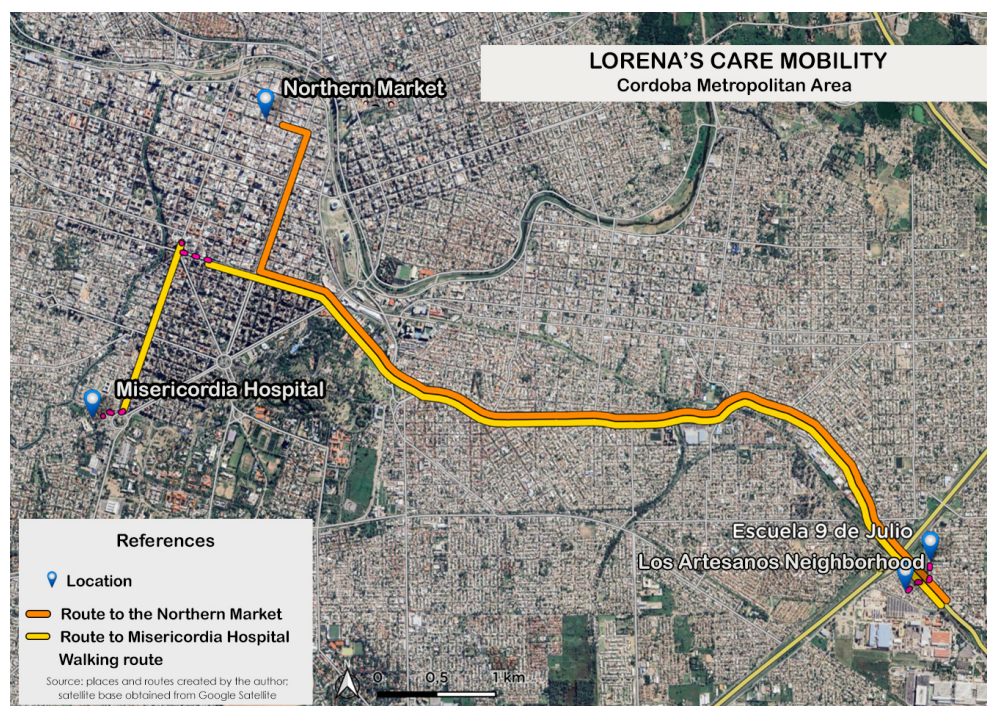 LORENA'S CARE MOBILITY
Cordoba Metropolitan Area
Northern Market
Misericordia Hospital
Escuela 9 de Julio
Los Artesanos Neighborhood
References
Location
Route to the Northern Market
Route to Misericordia Hospital
Walking route
Source: places and routes created by the author;
satellite base obtained from Google Satellite
0 0,5 1 km